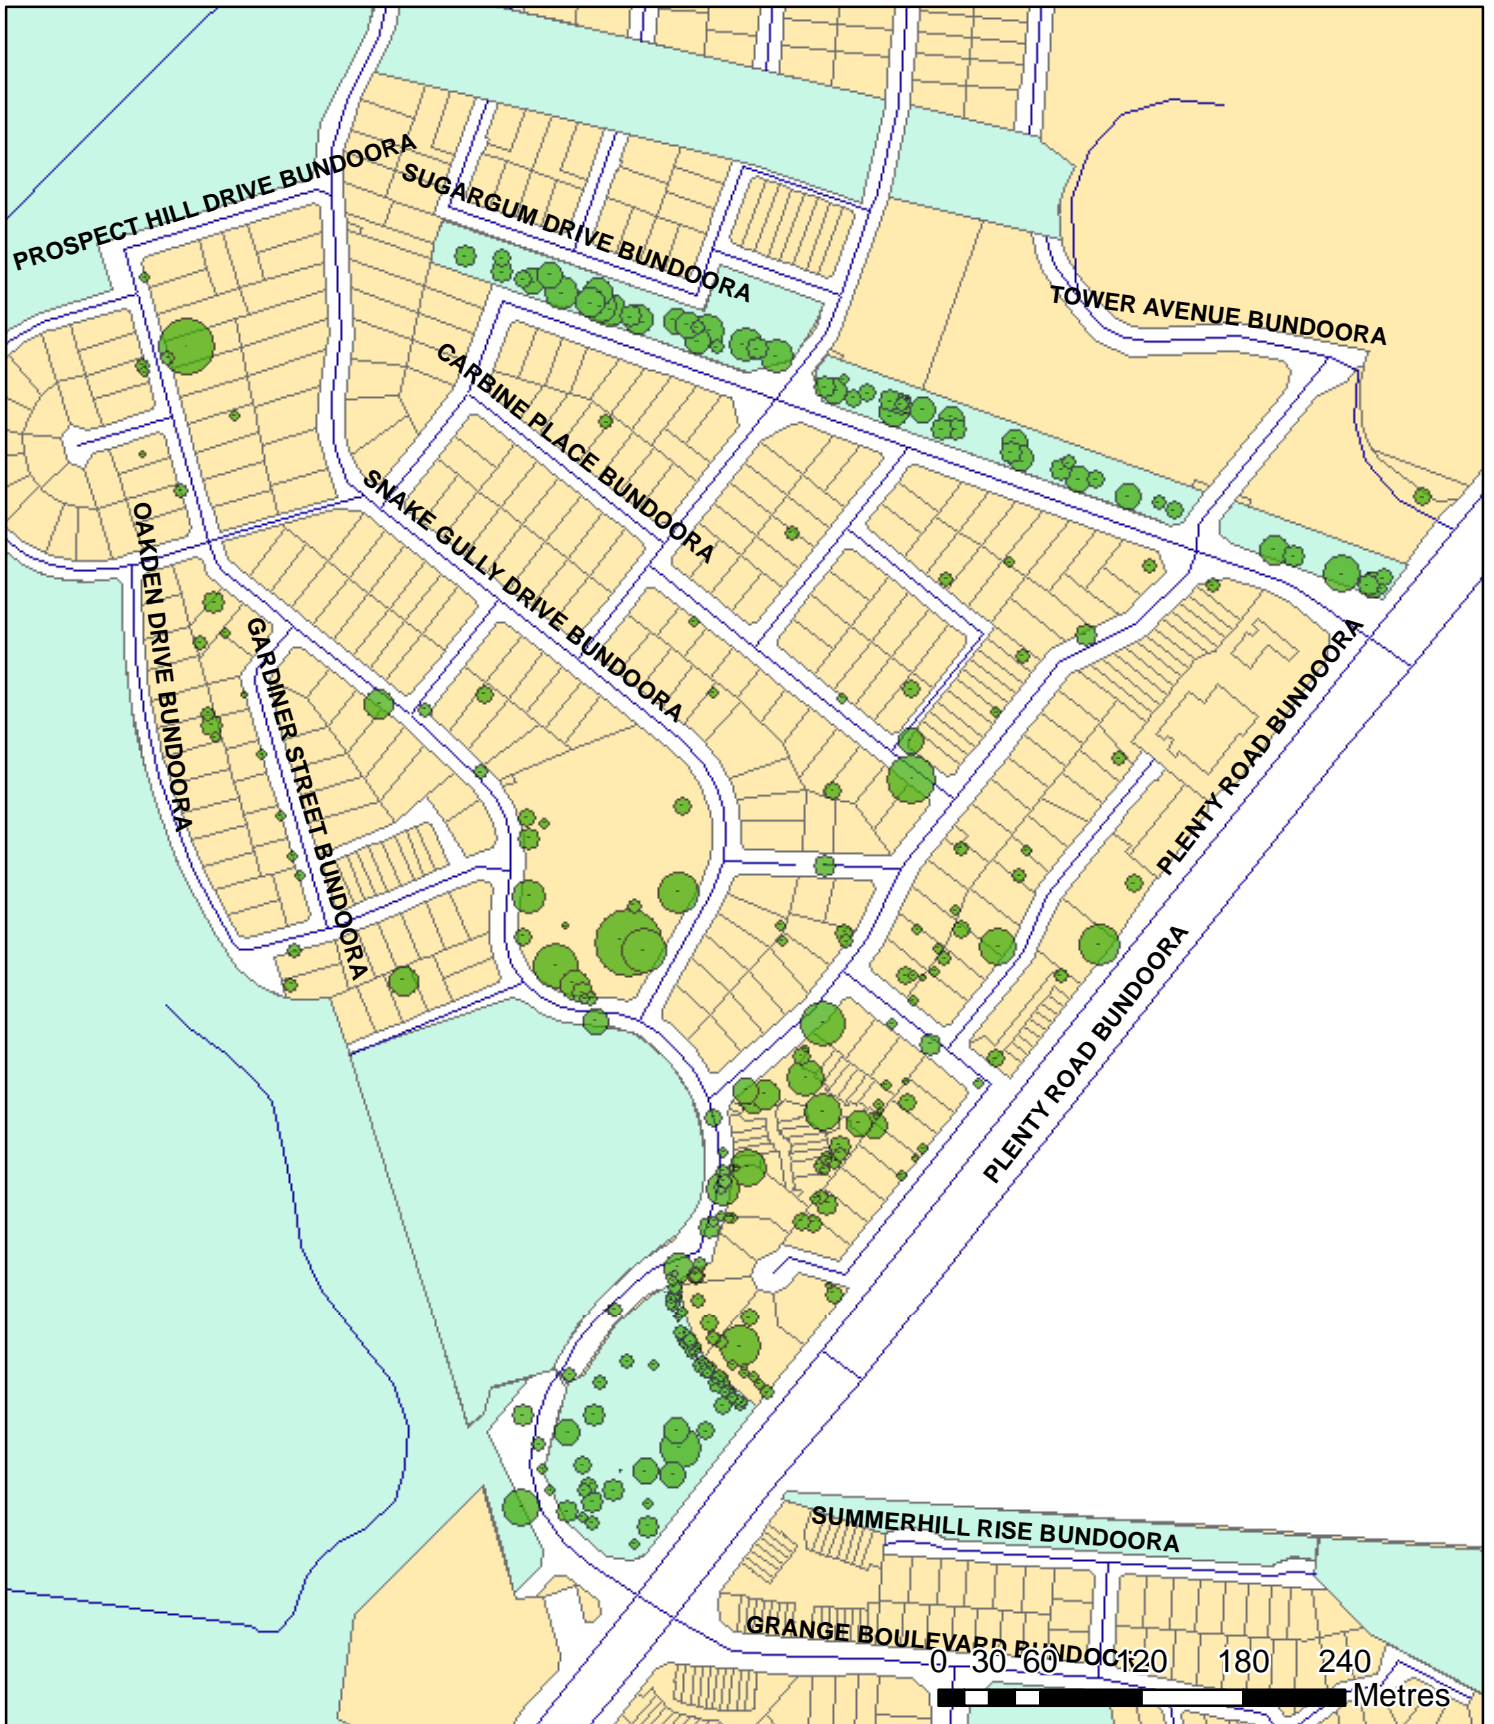 PROSPECT HILL DRIVE BUNDOORA
SUGARGUM DRIVE BUNDOORA
TOWER AVENUE BUNDOORA
CARBINE PLACE BUNDOORA
SNAKE GULLY DRIVE BUNDOORA
OAKDEN DRIVE BUNDOORA
GARDINER STREET BUNDOORA
PLENTY ROAD BUNDOORA
PLENTY ROAD BUNDOORA
SUMMERHILL RISE BUNDOORA
GRANGE BOULEVARD BUNDOO
0 30 60 120 180 240
Metres